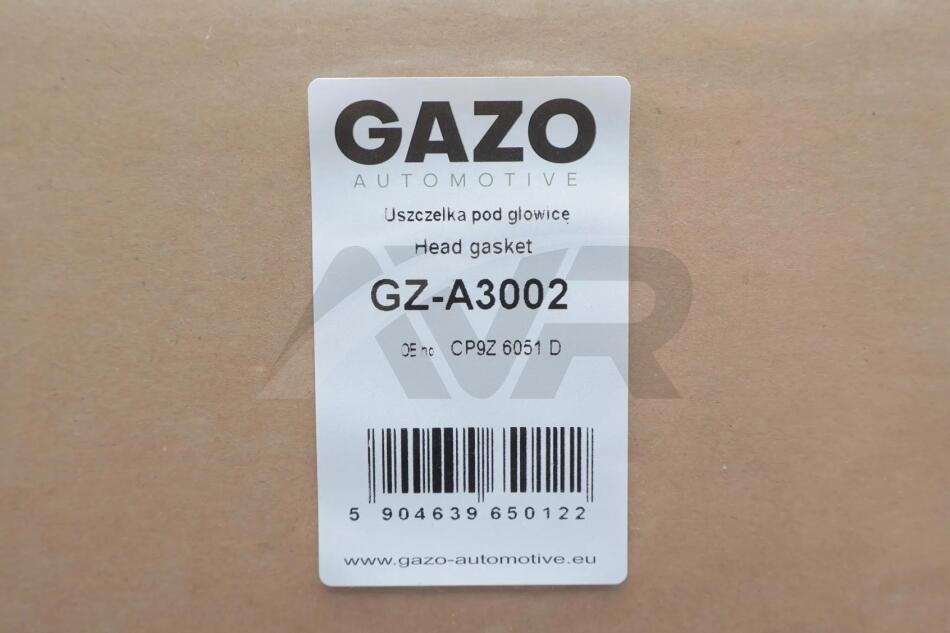 GAZO
AUTOMOTIVE
Uszczelka pod głowicę
Head gasket
GZ-A3002
AVR
OE no CP9Z 6051 D
5 904639 650122
www.gazo-automotive.eu